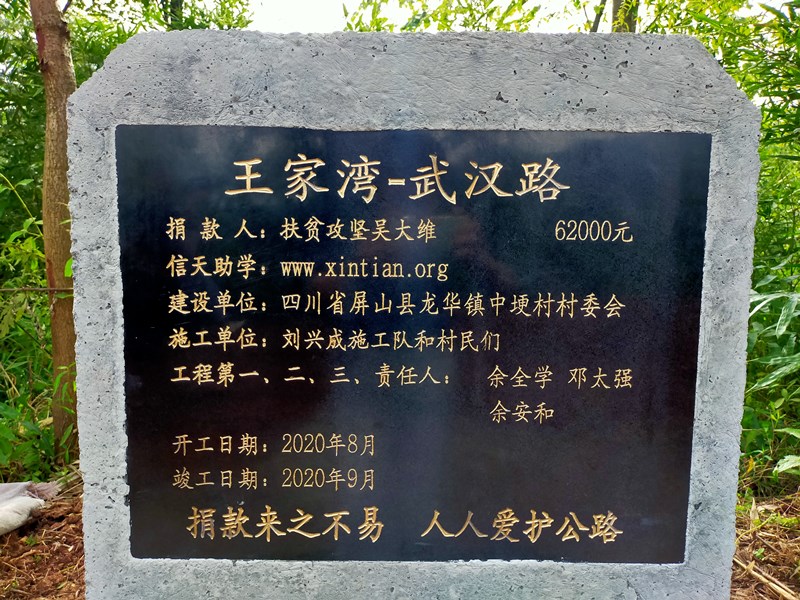 王家湾-武汉路
捐款人：扶贫攻坚吴大维 62000元
信天助学：www.xintian.org
建设单位：四川省屏山县龙华镇中埂村村委会
施工单位：刘兴咸施工队和村民们
工程第一、二、三、责任人： 余全学 邓太强
余安和
开工日期：2020年8月
竣工日期：2020年9月
捐款来之不易 人人爱护公路